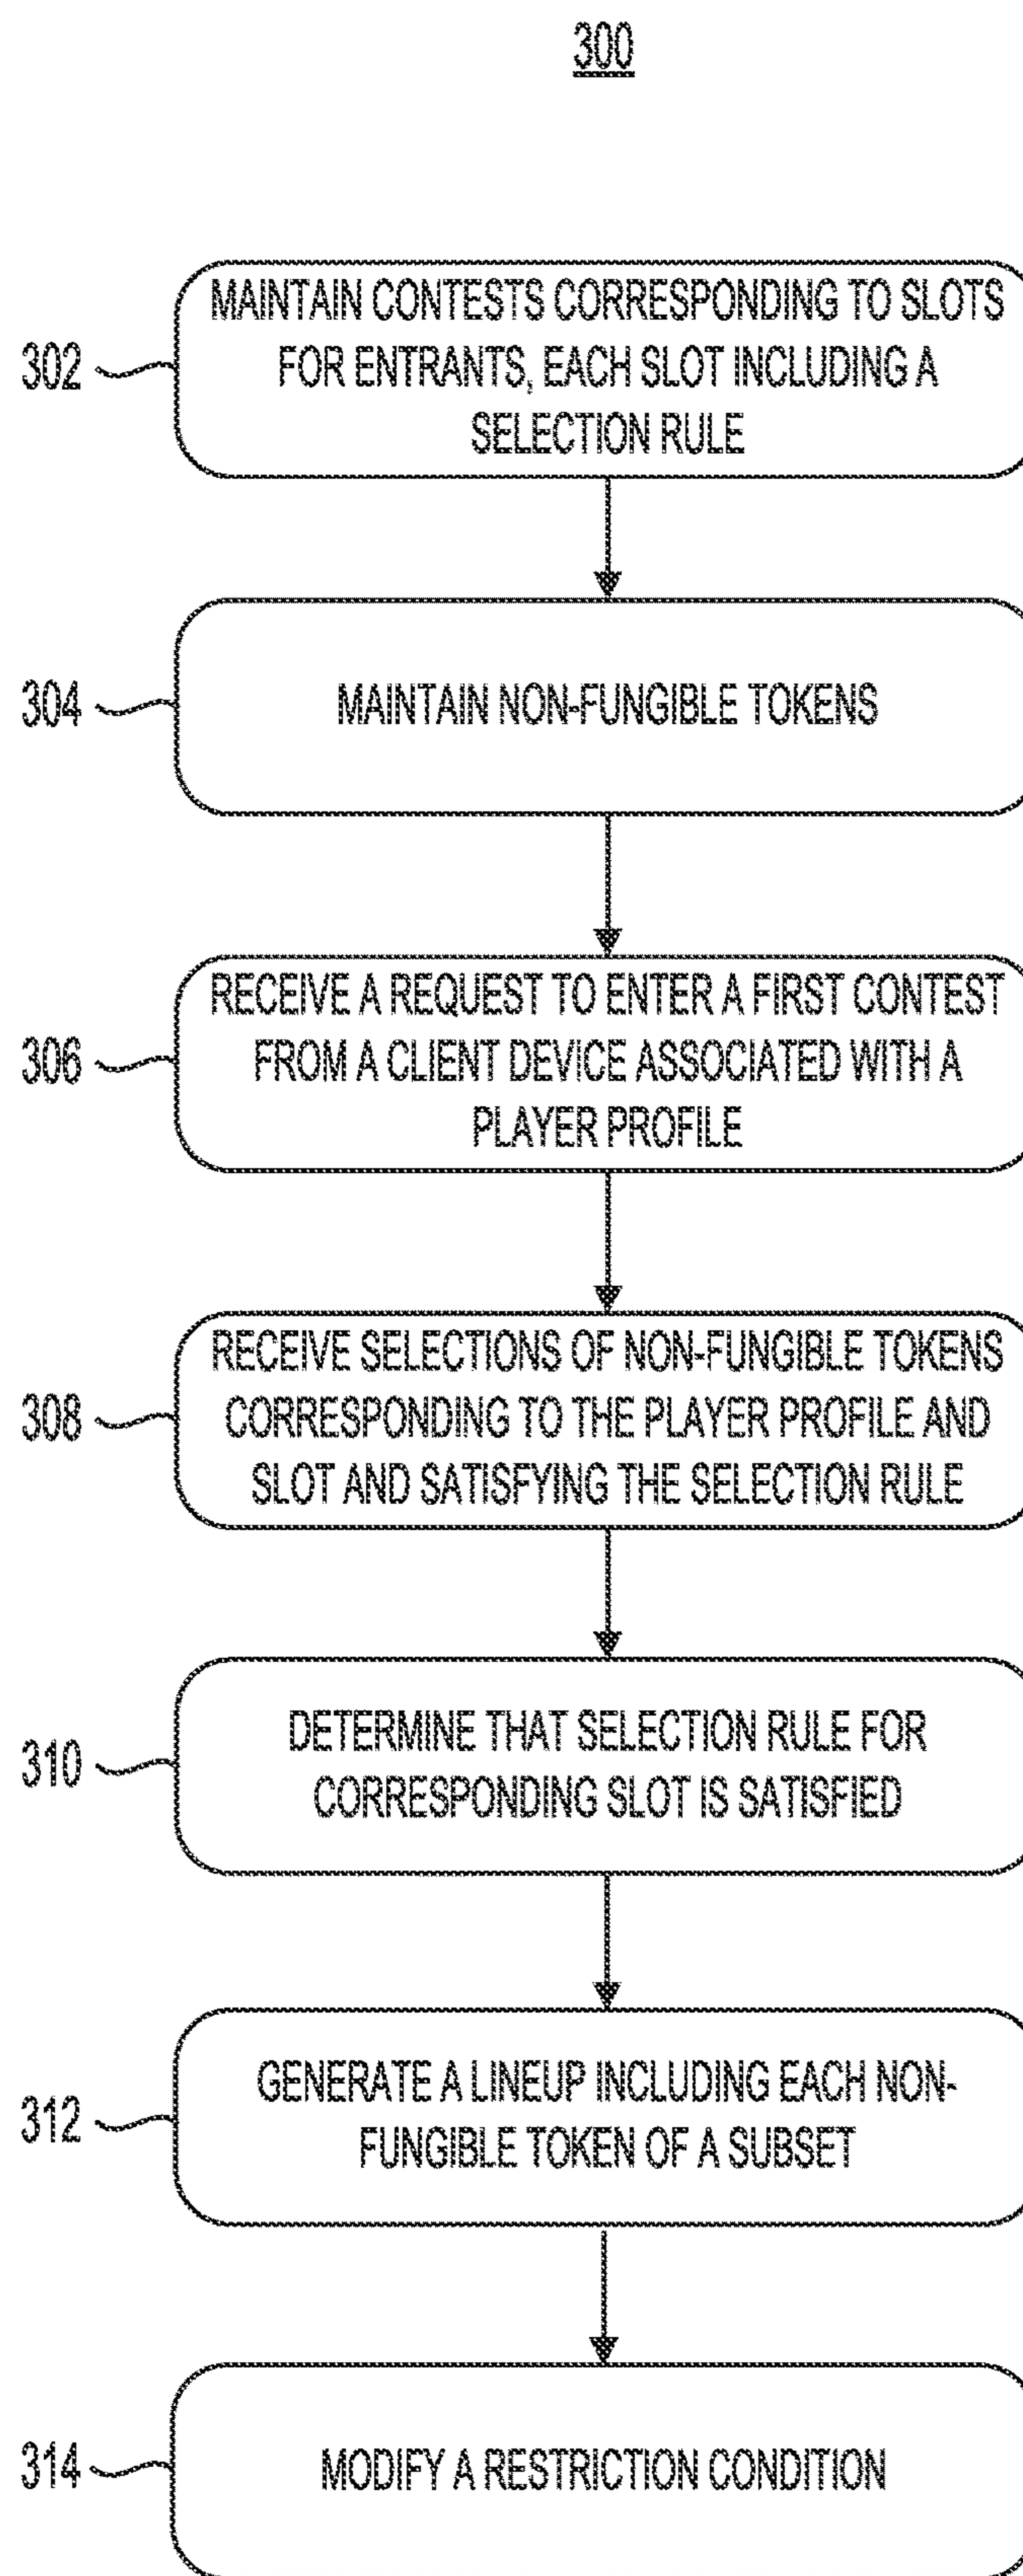 300
302
MAINTAIN CONTESTS CORRESPONDING TO SLOTS
FOR ENTRANTS, EACH SLOT INCLUDING A
SELECTION RULE
304
MAINTAIN NON-FUNGIBLE TOKENS
306
RECEIVE A REQUEST TO ENTER A FIRST CONTEST
FROM A CLIENT DEVICE ASSOCIATED WITH A
PLAYER PROFILE
308
RECEIVE SELECTIONS OF NON-FUNGIBLE TOKENS
CORRESPONDING TO THE PLAYER PROFILE AND
SLOT AND SATISFYING THE SELECTION RULE
310
DETERMINE THAT SELECTION RULE FOR
CORRESPONDING SLOT IS SATISFIED
312
GENERATE A LINEUP INCLUDING EACH NON-
FUNGIBLE TOKEN OF A SUBSET
314
MODIFY A RESTRICTION CONDITION